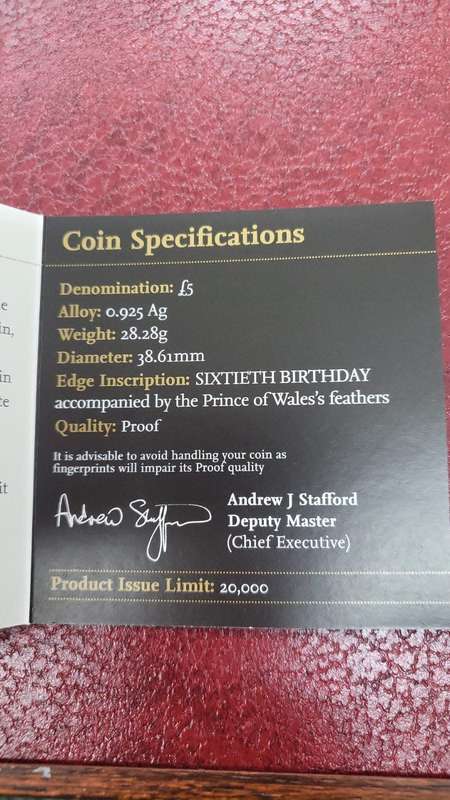 Coin Specifications
Denomination: £5
Alloy: 0.925 Ag
Weight: 28.28g
Diameter: 38.61mm
Edge Inscription: SIXTIETH BIRTHDAY
accompanied by the Prince of Wales's feathers
Quality: Proof
It is advisable to avoid handling your coin as
fingerprints will impair its Proof quality
Andrew J Stafford
Deputy Master
(Chief Executive)
Product Issue Limit: 20,000